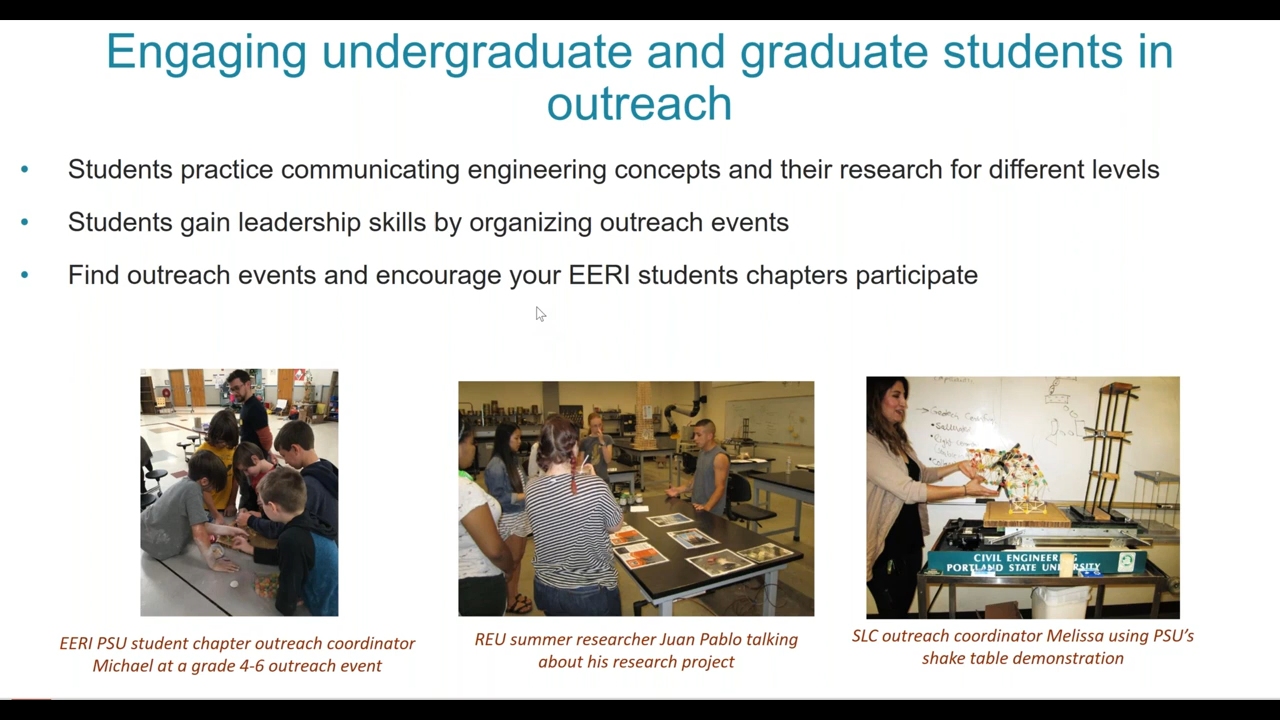 Engaging undergraduate and graduate students in
outreach
• Students practice communicating engineering concepts and their research for different levels
• Students gain leadership skills by organizing outreach events
• Find outreach events and encourage your EERI students chapters participate
CIVIL ENGINEERING
PORTLAND STATE UNIVERSITY
EERI PSU student chapter outreach coordinator
Michael at a grade 4-6 outreach event
REU summer researcher Juan Pablo talking
about his research project
SLC outreach coordinator Melissa using PSU's
shake table demonstration